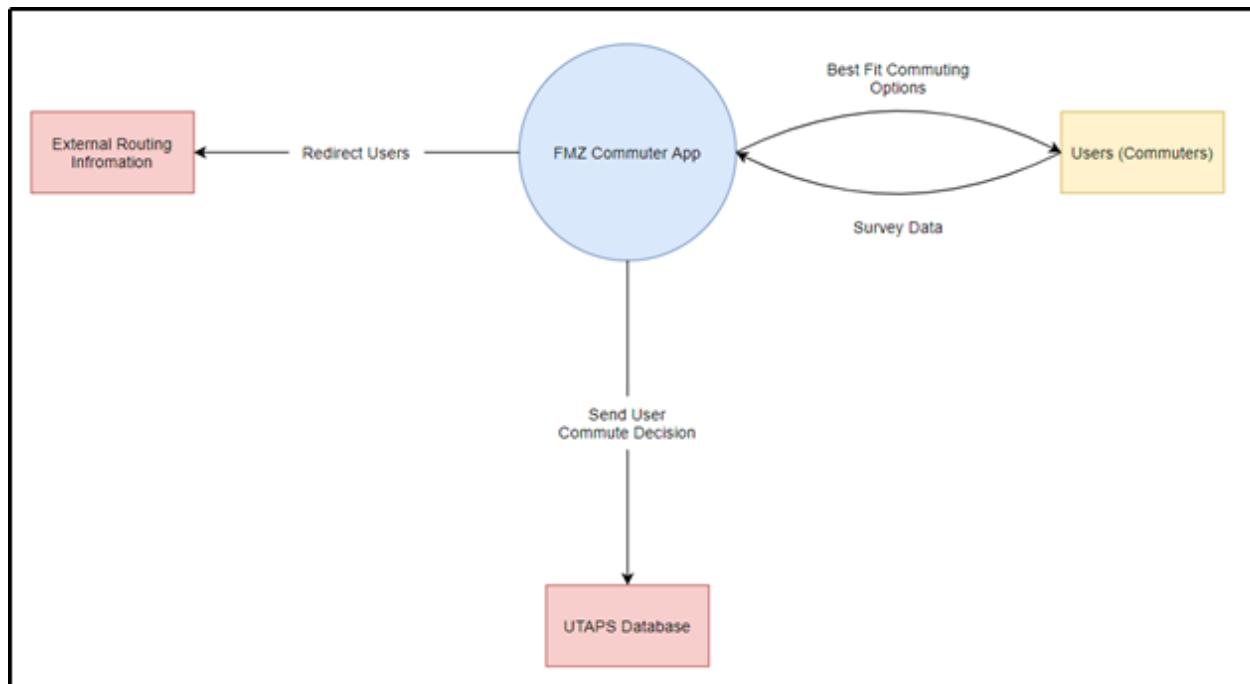 Best Fit Commuting
Options
External Routing
Infromation
Redirect Users
FMZ Commuter App
Users (Commuters)
Survey Data
Send User
Commute Decision
UTAPS Database